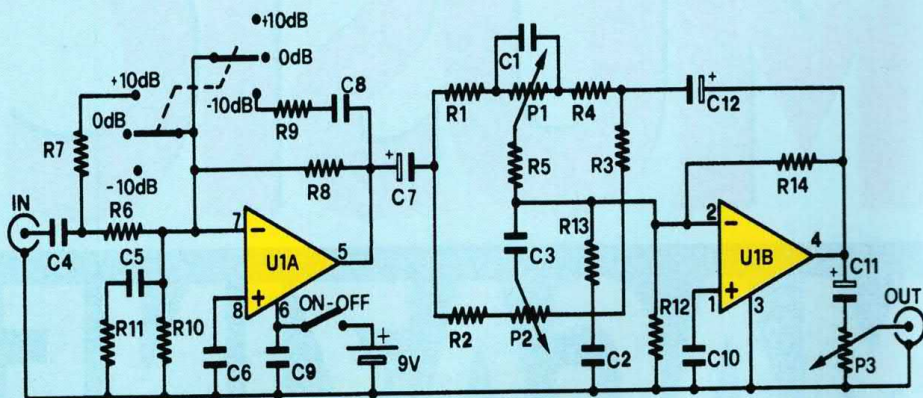 +10dB
0dB
-10dB
+10dB
0dB
-10dB
C8
R9
R7
R8
IN
C4
R6
C5
R11
R10
7
5
8
6
U1A
C6
C9
ON-OFF
+
9V
+
C7
C1
R1
P1
R4
R5
R3
C3
R13
R2
P2
C2
R12
+
C12
R14
2
4
1
3
U1B
C10
+
C11
OUT
P3